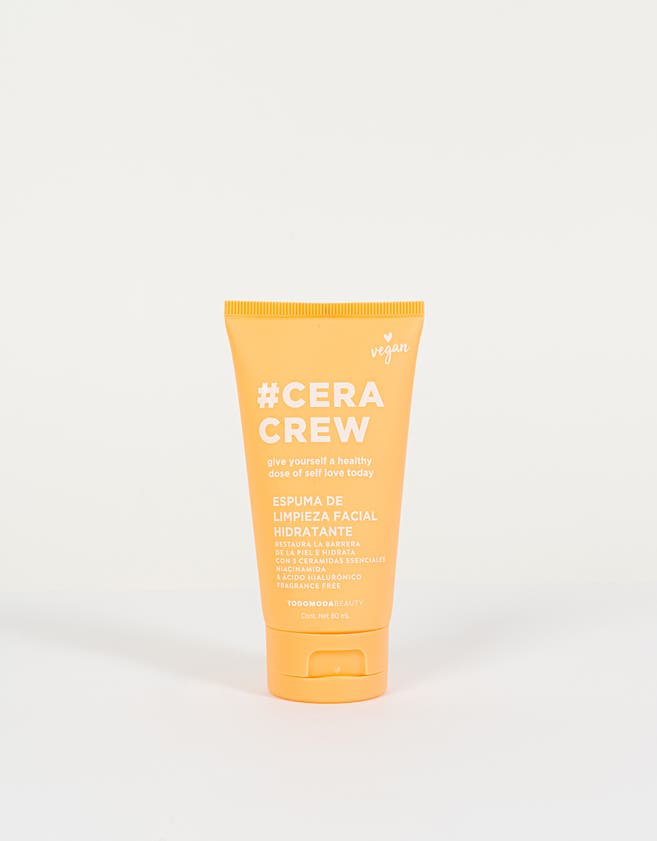 vegan
#CERA
CREW
give yourself a healthy
dose of self love today
ESPUMA DE
LIMPIEZA FACIAL
HIDRATANTE
RESTAURA LA BARRERA
DE LA PIEL E HIDRATA
CON 3 CERAMIDAS ESENCIALES
NIACINAMIDA
& ÁCIDO HIALURÓNICO
FRAGRANCE FREE
TODOMODABEAUTY
Cont. Net. 80 mL